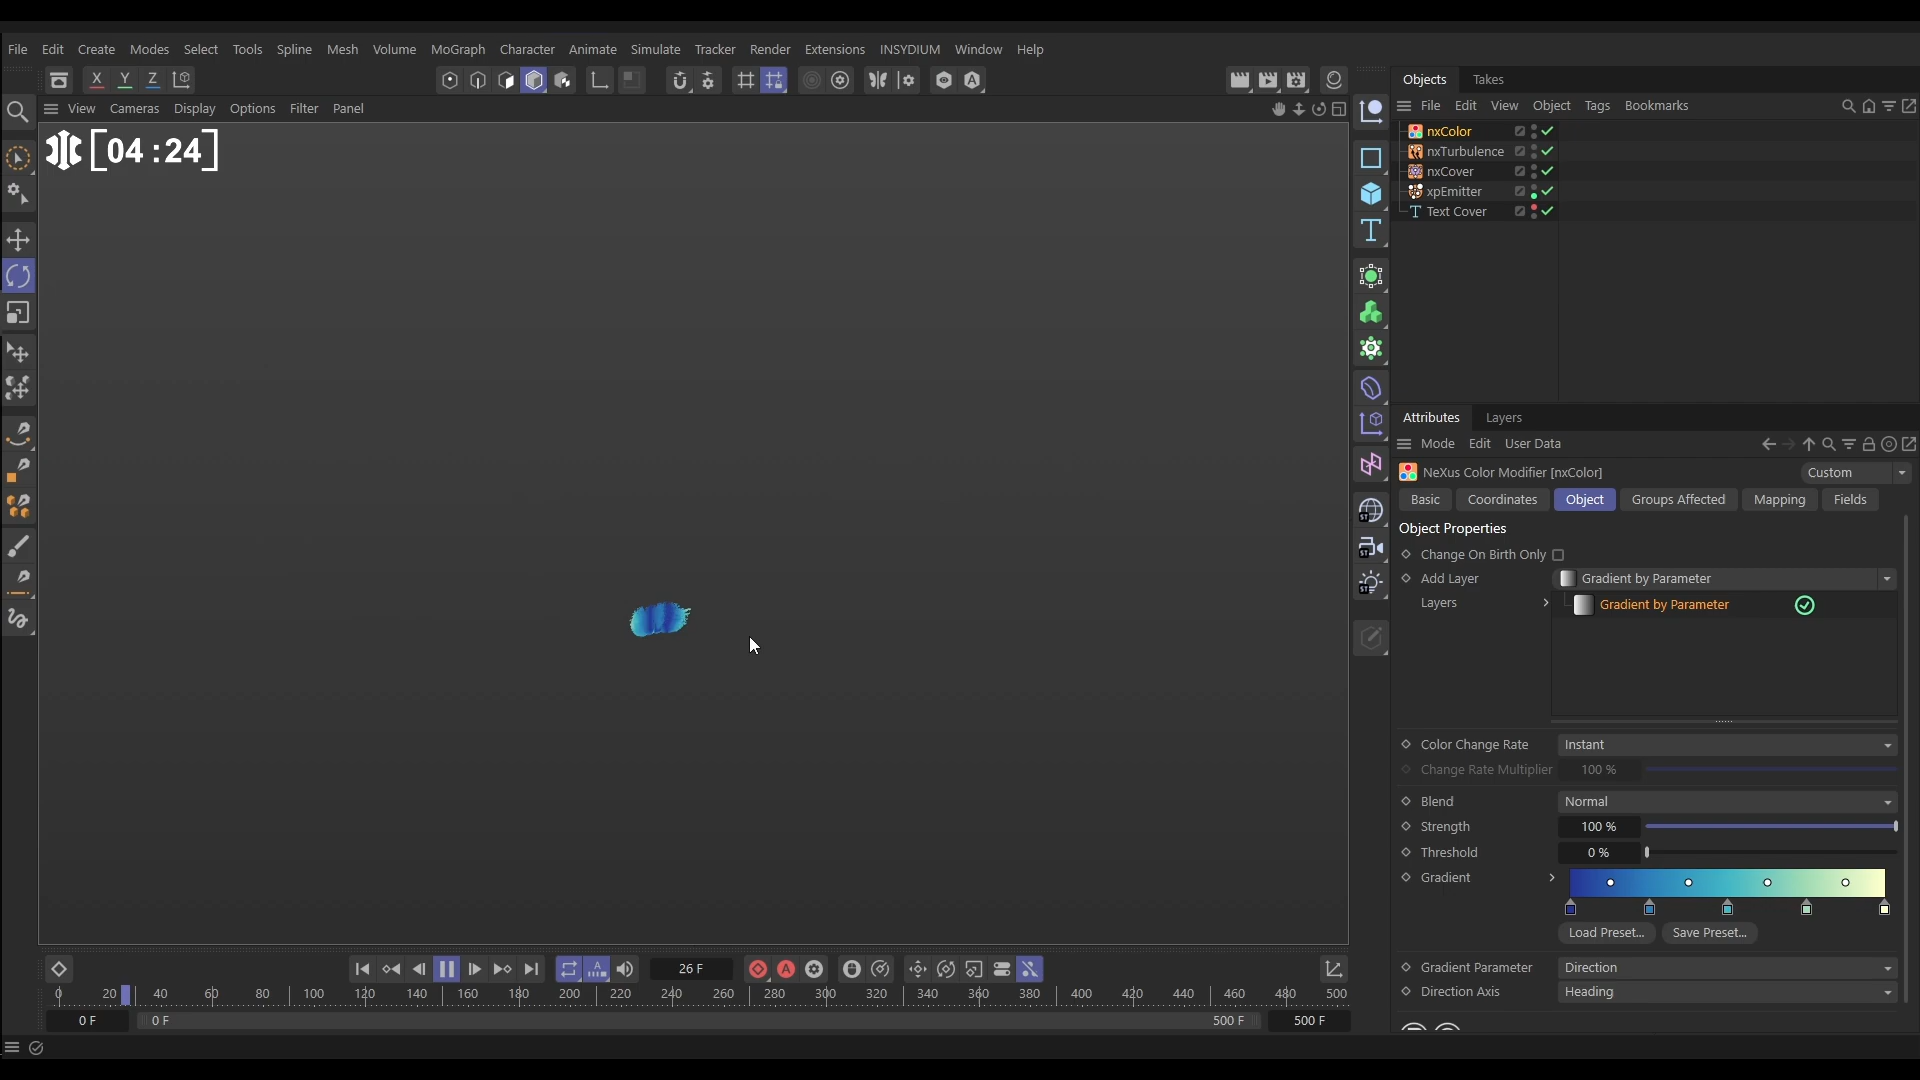 File Edit Create Modes Select Tools Spline Mesh Volume MoGraph Character Animate Simulate Tracker Render Extensions INSYDIUM Window Help
X Y Z
View Cameras Display Options Filter Panel
[04:24]
Objects Takes
File Edit View Object Tags Bookmarks
nxColor
nxTurbulence
nxCover
xpEmitter
Text Cover
Attributes Layers
Mode Edit User Data
NeXus Color Modifier [nxColor] Custom
Basic Coordinates Object Groups Affected Mapping Fields
Object Properties
Change On Birth Only
Add Layer Gradient by Parameter
Layers Gradient by Parameter
Color Change Rate Instant
Change Rate Multiplier 100 %
Blend Normal
Strength 100 %
Threshold 0 %
Gradient
Load Preset... Save Preset...
Gradient Parameter Direction
Direction Axis Heading
26 F
0 20 40 60 80 100 120 140 160 180 200 220 240 260 280 300 320 340 360 380 400 420 440 460 480 500
0 F 0 F 500 F 500 F